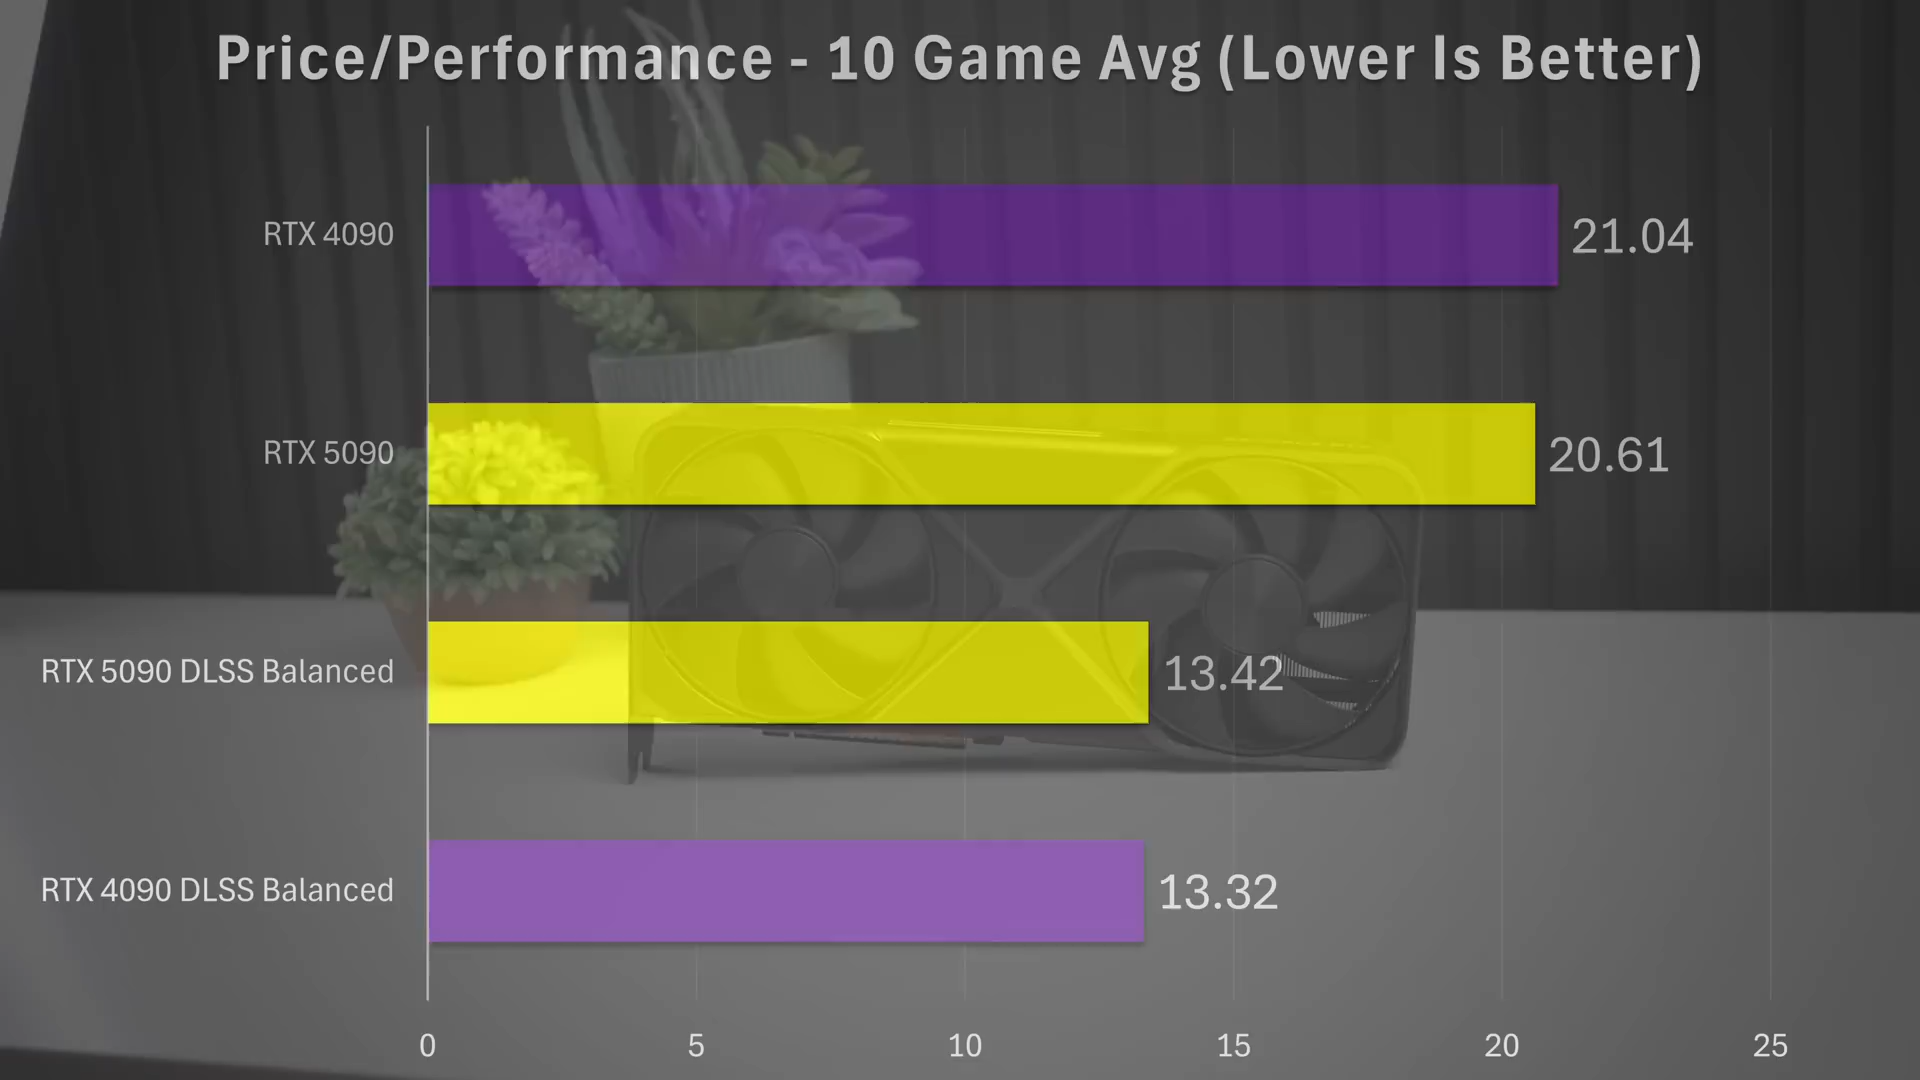 Price/Performance - 10 Game Avg (Lower Is Better)
RTX 4090 21.04
RTX 5090 20.61
RTX 5090 DLSS Balanced 13.42
RTX 4090 DLSS Balanced 13.32
0 5 10 15 20 25